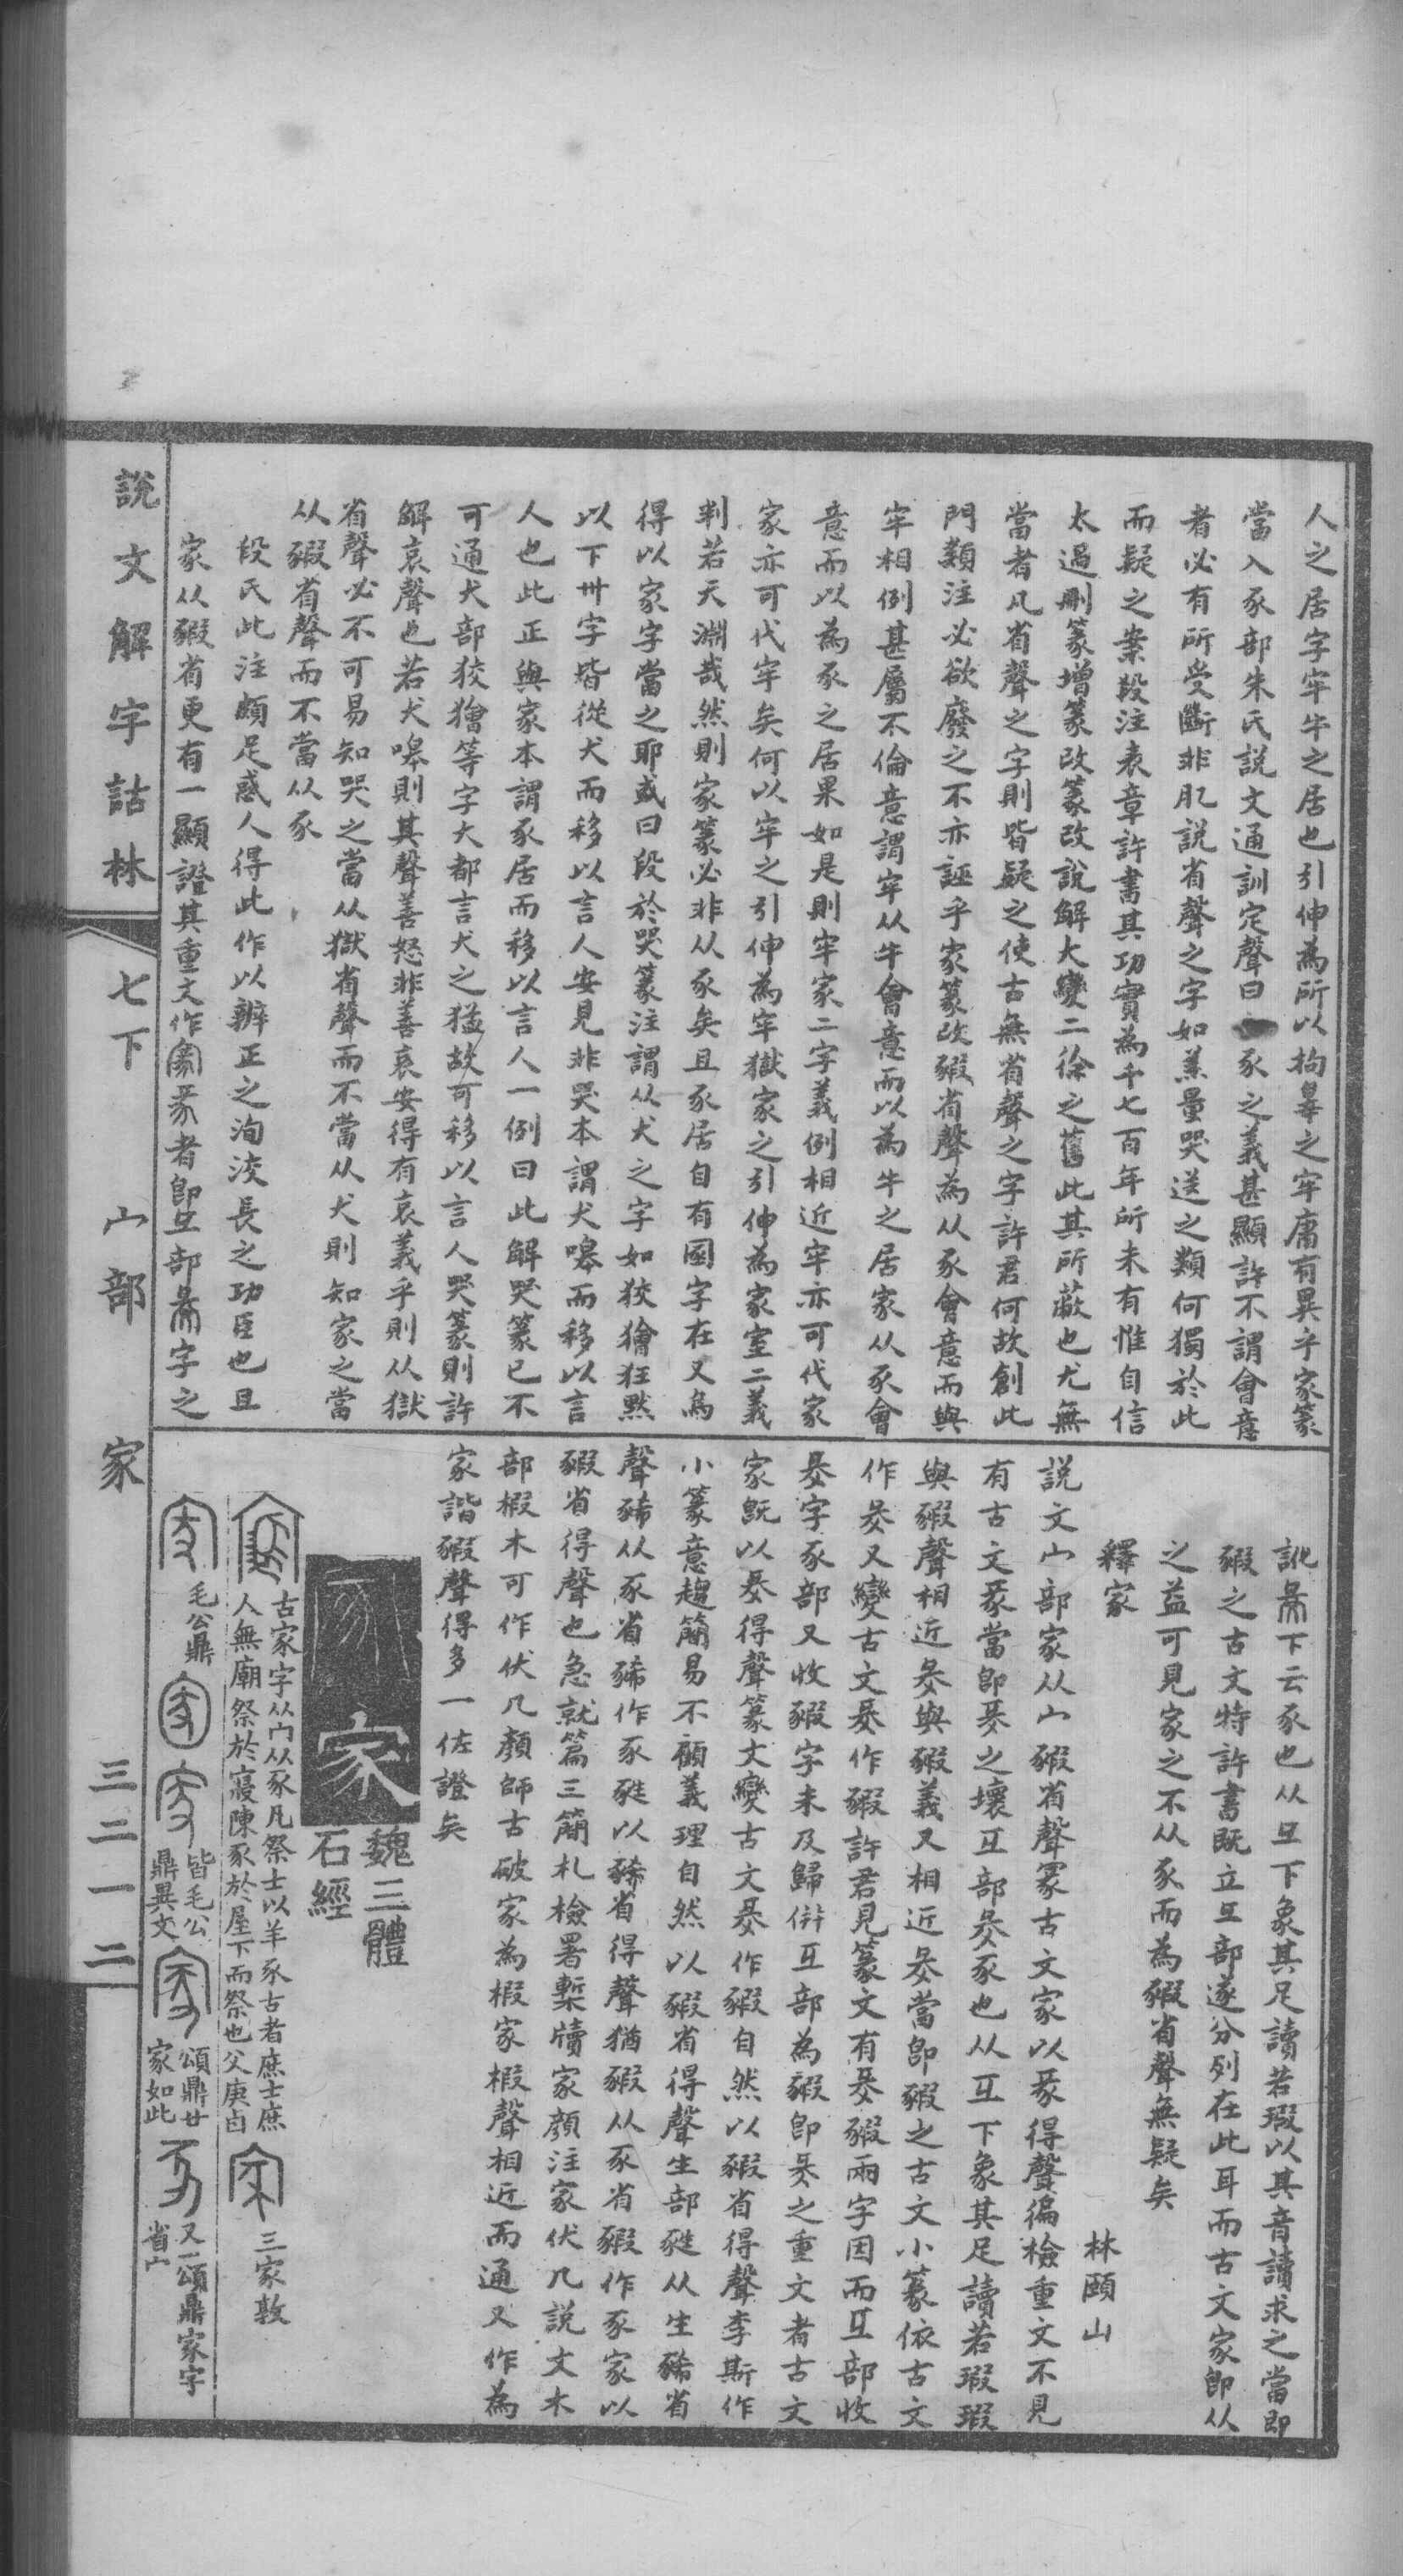 人之居字牢牛之居也引伸為所以拘辠之牢庸有異乎家篆
當入豕部朱氏說文通訓定聲曰豕之義甚顯許不謂會意
者必有所受斷非肊説省聲之字如羔量哭送之類何獨於此
而疑之案段注表章許書其功實為千七百年所未有惟自信
太過刪篆增篆改篆改說解大變二徐之舊此其所蔽也尤無
當者凡省聲之字則皆疑之使古無省聲之字許君何故創此
門類注必欲廢之不亦誣乎家篆改豭省聲為从豕會意而與
牢相例甚屬不倫意謂牢从牛會意而以為牛之居家从豕會
意而以為豕之居果如是則牢家二字義例相近牢亦可代家
家亦可代牢矣何以牢之引伸為牢獄家之引伸為家室二義
判若天淵哉然則家篆必非从豕矣且豕居自有圂字在又烏
得以家字當之耶或曰段於哭篆注謂从犬之字如狡獪狂默
以下卅字皆從犬而移以言人安見非哭本謂犬嘷而移以言
人也此正與家本謂豕居而移以言人一例曰此解哭篆已不
可通犬部狡獪等字大都言犬之猛故可移以言人哭篆則許
解哀聲也若犬嘷則其聲善怒非善哀安得有哀義乎則从獄
省聲必不可易知哭之當从獄省聲而不當从犬則知家之當
从豭省聲而不當从豕
段氏此注頗足惑人得此作以辨正之洵洨長之功臣也且
家从豭省更有一顯證其重文作者即彑部字之
訛下云豕也从彑下象其足讀若瑕以其音讀求之當即
豭之古文特許書既立彑部遂分列在此耳而古文家即从
之益可見家之不从豕而為豭省聲無疑矣
釋家 林頤山
説文宀部家从宀豭省聲古文家以得聲徧檢重文不見
有古文當即之壞彑部豕也从彑下象其足讀若瑕瑕
與豭聲相近與豭義又相近當即豭之古文小篆依古文
作又變古文作豭許君見篆文有豭兩字因而彑部收
字豕部又收豭字未及歸併彑部為豭即之重文者古文
家既以得聲篆文變古文作豭自然以豭省得聲李斯作
小篆意趨簡易不顧義理自然以豭省得聲生部甤从生豨省
聲豨从豕省豨作豕甤以豨省得聲猶豭从豕省豭作豕家以
豭省得聲也急就篇三簡札檢署槧牘家顏注家伏几説文木
部椵木可作伏几顏師古破家為椵家椵聲相近而通又作為
家諧豭聲得多一佐證矣
家
魏三體
石經
古家字从宀从豕凡祭士以羊豕古者庶士庶
人無廟祭於寢陳豕於屋下而祭也父庚卣
三家敦
毛公鼎
皆毛公
鼎異文
頌鼎廿
家如此
又一頌鼎家字
省宀
說文解字詁林 七下 宀部 家 三二一二